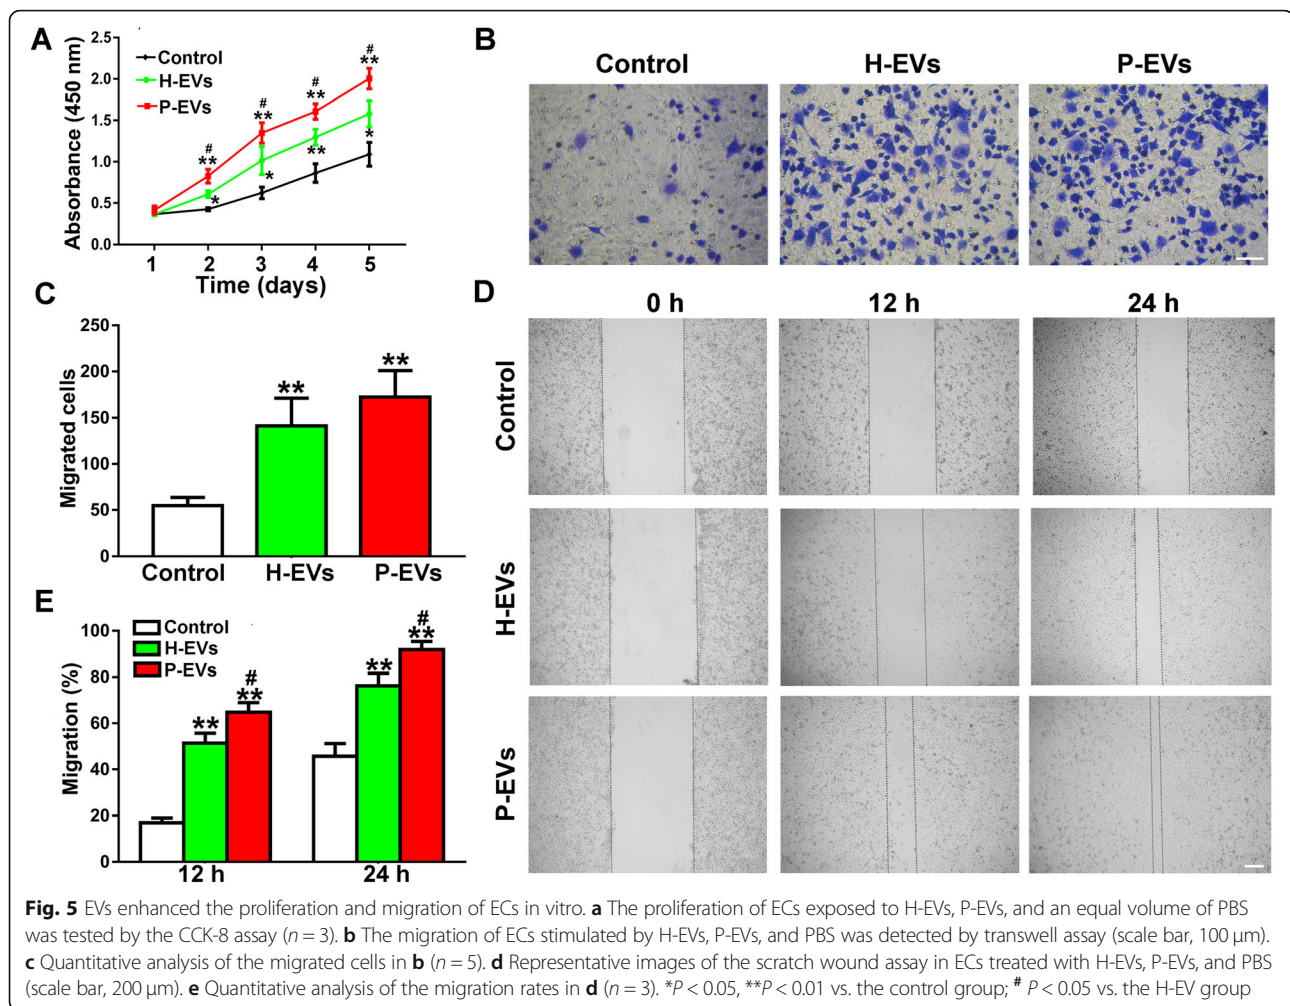 A
2.5
2.0
1.5
1.0
0.5
0.0
Absorbance (450 nm)
Control
H-EVs
P-EVs
#
**
*
#
**
*
#
**
**
#
**
*
1 2 3 4 5
Time (days)
B
Control H-EVs P-EVs
C
250
200
150
100
50
0
Migrated cells
**
**
Control H-EVs P-EVs
D
0 h 12 h 24 h
Control
H-EVs
P-EVs
E
100
80
60
40
20
0
Migration (%)
Control
H-EVs
P-EVs
**
#
**
**
#
**
12 h 24 h
Fig. 5 EVs enhanced the proliferation and migration of ECs in vitro. a The proliferation of ECs exposed to H-EVs, P-EVs, and an equal volume of PBS
was tested by the CCK-8 assay (n = 3). b The migration of ECs stimulated by H-EVs, P-EVs, and PBS was detected by transwell assay (scale bar, 100 μm).
c Quantitative analysis of the migrated cells in b (n = 5). d Representative images of the scratch wound assay in ECs treated with H-EVs, P-EVs, and PBS
(scale bar, 200 μm). e Quantitative analysis of the migration rates in d (n = 3). *P < 0.05, **P < 0.01 vs. the control group; # P < 0.05 vs. the H-EV group